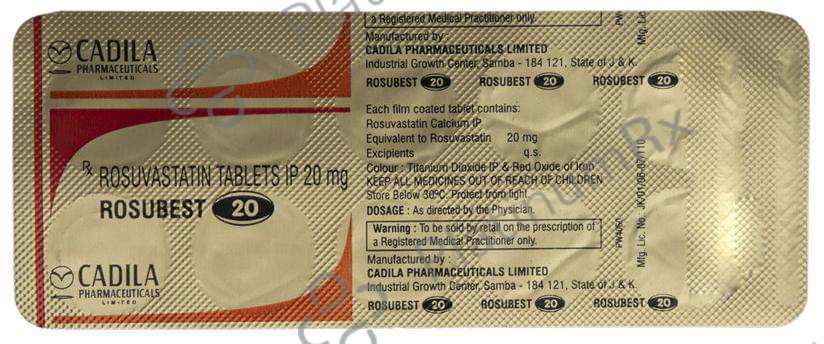 CADILA
PHARMACEUTICALS
LIMITED
Rx ROSUVASTATIN TABLETS IP 20 mg
ROSUBEST 20
CADILA
PHARMACEUTICALS
LIMITED
a Registered Medical Practitioner only.
Manufactured by :
CADILA PHARMACEUTICALS LIMITED
Industrial Growth Center, Samba - 184 121, State of J & K.
ROSUBEST 20 ROSUBEST 20 ROSUBEST 20
Each film coated tablet contains:
Rosuvastatin Calcium IP
Equivalent to Rosuvastatin 20 mg
Excipients q.s.
Colour : Titanium Dioxide IP & Red Oxide of Iron
KEEP ALL MEDICINES OUT OF REACH OF CHILDREN
Store Below 30°C. Protect from light.
DOSAGE : As directed by the Physician.
Warning : To be sold by retail on the prescription of
a Registered Medical Practitioner only.
Manufactured by :
CADILA PHARMACEUTICALS LIMITED
Industrial Growth Center, Samba - 184 121, State of J & K.
ROSUBEST 20 ROSUBEST 20 ROSUBEST 20
Mfg. Lic.
Mfg. Lic. No. JK/01/06-07/110
PlatinumRx